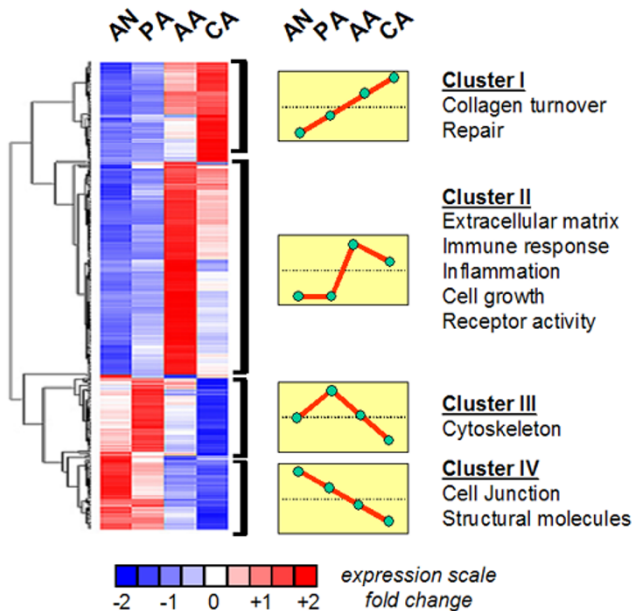 AN PA AA CA
AN PA AA CA
Cluster I
Collagen turnover
Repair
Cluster II
Extracellular matrix
Immune response
Inflammation
Cell growth
Receptor activity
Cluster III
Cytoskeleton
Cluster IV
Cell Junction
Structural molecules
-2 -1 0 +1 +2
expression scale
fold change